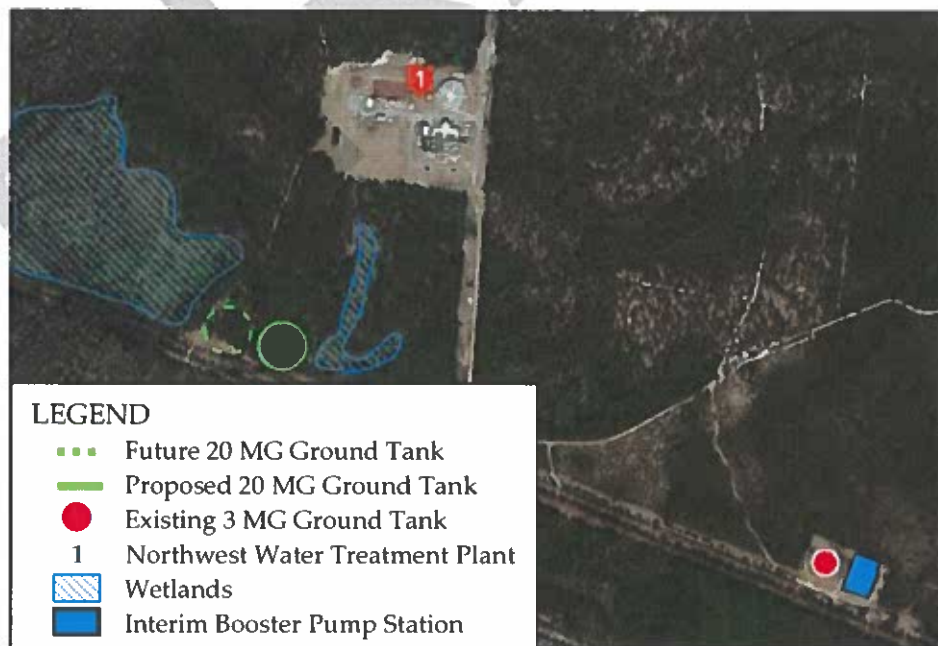 1
LEGEND
Future 20 MG Ground Tank
Proposed 20 MG Ground Tank
Existing 3 MG Ground Tank
1 Northwest Water Treatment Plant
Wetlands
Interim Booster Pump Station